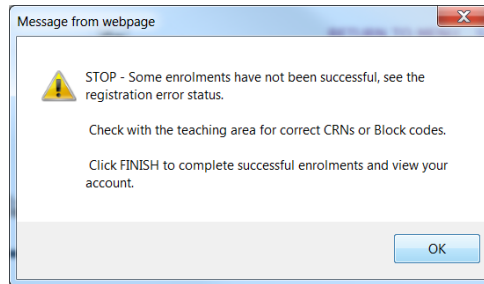 Message from webpage
STOP - Some enrolments have not been successful, see the
registration error status.
Check with the teaching area for correct CRNs or Block codes.
Click FINISH to complete successful enrolments and view your
account.
OK